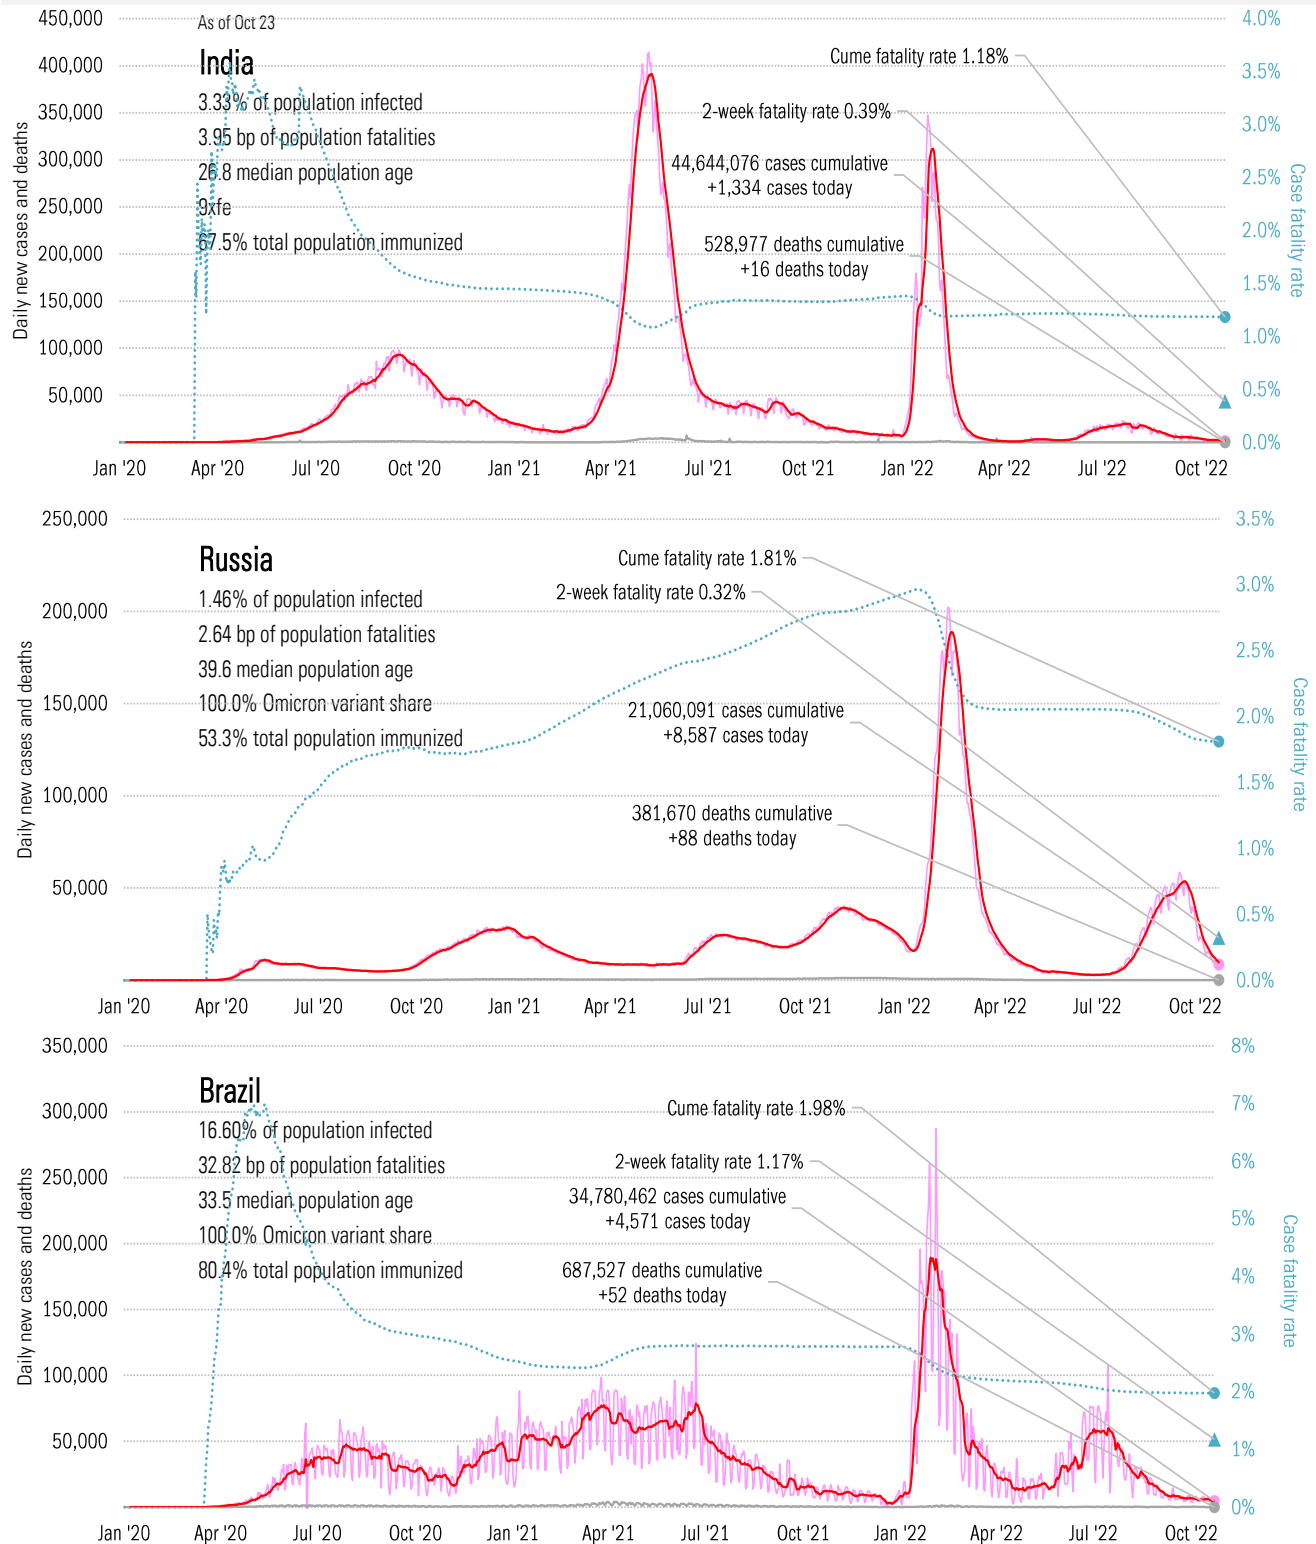 As of Oct 23
India
3.33% of population infected
3.95 bp of population fatalities
26.8 median population age
9xfe
67.5% total population immunized
Cume fatality rate 1.18%
2-week fatality rate 0.39%
44,644,076 cases cumulative
+1,334 cases today
528,977 deaths cumulative
+16 deaths today
Daily new cases and deaths
450,000
400,000
350,000
300,000
250,000
200,000
150,000
100,000
50,000
4.0%
3.5%
3.0%
2.5%
2.0%
1.5%
1.0%
0.5%
0.0%
Case fatality rate
Jan '20 Apr '20 Jul '20 Oct '20 Jan '21 Apr '21 Jul '21 Oct '21 Jan '22 Apr '22 Jul '22 Oct '22
Russia
1.46% of population infected
2.64 bp of population fatalities
39.6 median population age
100.0% Omicron variant share
53.3% total population immunized
Cume fatality rate 1.81%
2-week fatality rate 0.32%
21,060,091 cases cumulative
+8,587 cases today
381,670 deaths cumulative
+88 deaths today
Daily new cases and deaths
250,000
200,000
150,000
100,000
50,000
3.5%
3.0%
2.5%
2.0%
1.5%
1.0%
0.5%
0.0%
Case fatality rate
Jan '20 Apr '20 Jul '20 Oct '20 Jan '21 Apr '21 Jul '21 Oct '21 Jan '22 Apr '22 Jul '22 Oct '22
Brazil
16.60% of population infected
32.82 bp of population fatalities
33.5 median population age
100.0% Omicron variant share
80.4% total population immunized
Cume fatality rate 1.98%
2-week fatality rate 1.17%
34,780,462 cases cumulative
+4,571 cases today
687,527 deaths cumulative
+52 deaths today
Daily new cases and deaths
350,000
300,000
250,000
200,000
150,000
100,000
50,000
8%
7%
6%
5%
4%
3%
2%
1%
0%
Case fatality rate
Jan '20 Apr '20 Jul '20 Oct '20 Jan '21 Apr '21 Jul '21 Oct '21 Jan '22 Apr '22 Jul '22 Oct '22